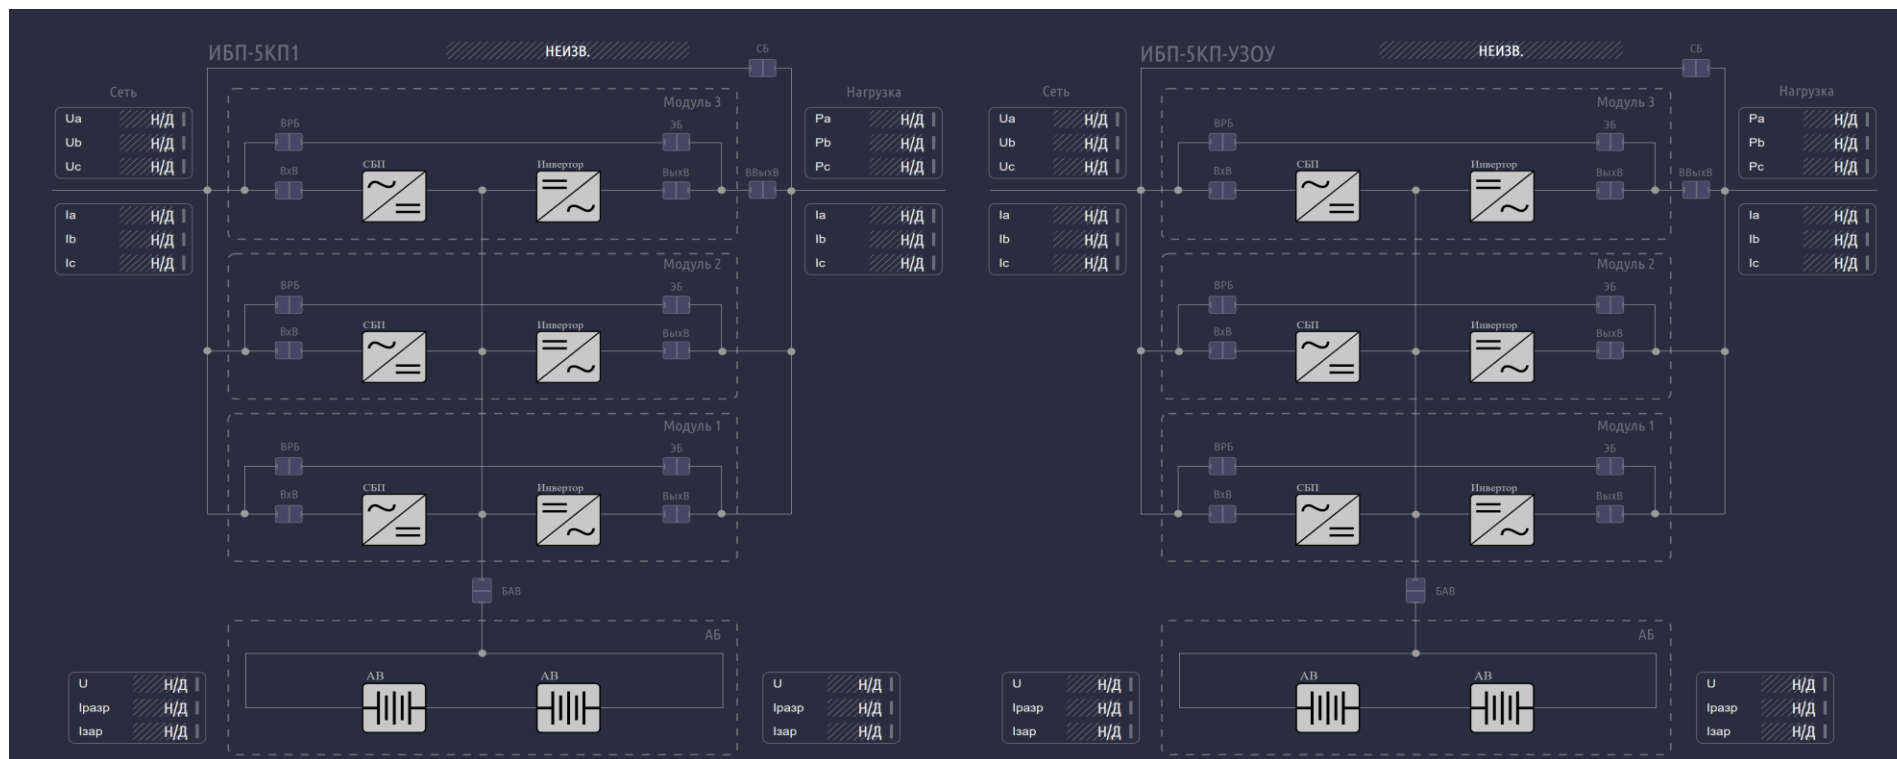 ИБП-5КП1
НЕИЗВ.
СБ
Сеть
Ua Н/Д
Ub Н/Д
Uc Н/Д
Ia Н/Д
Ib Н/Д
Ic Н/Д
Модуль 3
ВРБ
ЭБ
ВхВ
СБП
Инвертор
ВыхВ
ВВыхВ
Нагрузка
Pa Н/Д
Pb Н/Д
Pc Н/Д
Ia Н/Д
Ib Н/Д
Ic Н/Д
Модуль 2
ВРБ
ЭБ
ВхВ
СБП
Инвертор
ВыхВ
Модуль 1
ВРБ
ЭБ
ВхВ
СБП
Инвертор
ВыхВ
БАВ
АБ
АВ
АВ
U Н/Д
Iразр Н/Д
Iзар Н/Д
U Н/Д
Iразр Н/Д
Iзар Н/Д
ИБП-5КП-УЗОУ
НЕИЗВ.
СБ
Сеть
Ua Н/Д
Ub Н/Д
Uc Н/Д
Ia Н/Д
Ib Н/Д
Ic Н/Д
Модуль 3
ВРБ
ЭБ
ВхВ
СБП
Инвертор
ВыхВ
ВВыхВ
Нагрузка
Pa Н/Д
Pb Н/Д
Pc Н/Д
Ia Н/Д
Ib Н/Д
Ic Н/Д
Модуль 2
ВРБ
ЭБ
ВхВ
СБП
Инвертор
ВыхВ
Модуль 1
ВРБ
ЭБ
ВхВ
СБП
Инвертор
ВыхВ
БАВ
АБ
АВ
АВ
U Н/Д
Iразр Н/Д
Iзар Н/Д
U Н/Д
Iразр Н/Д
Iзар Н/Д